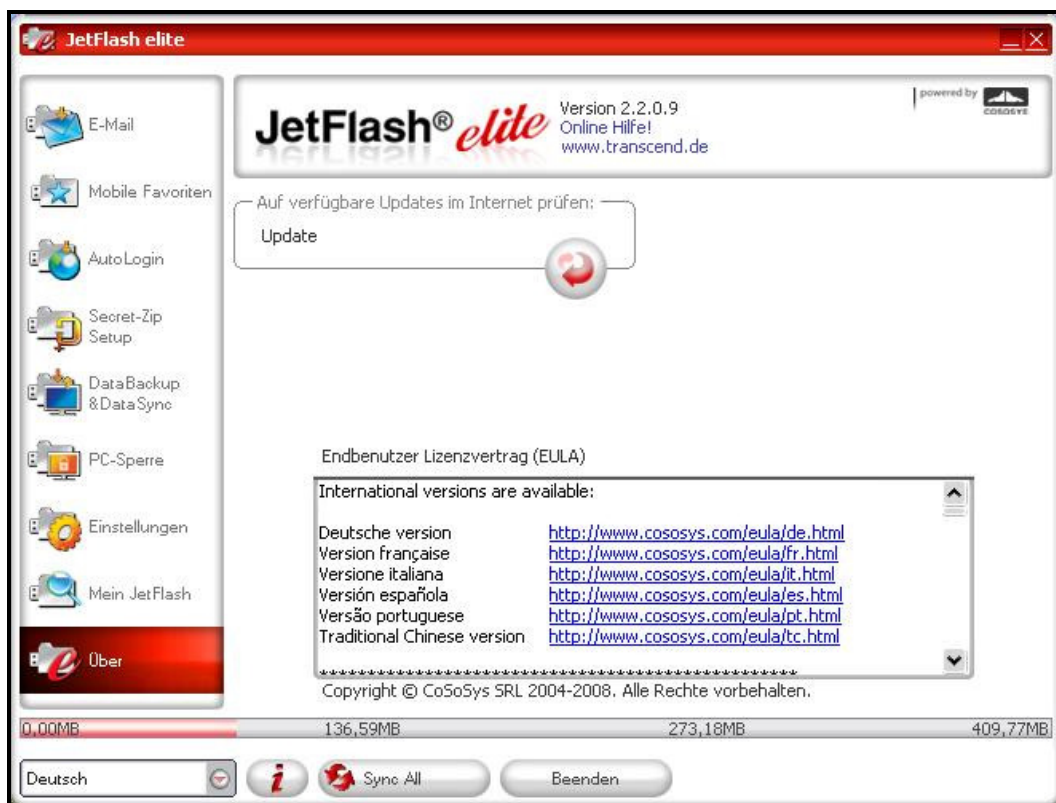 JetFlash elite
E-Mail
Mobile Favoriten
AutoLogin
Secret-Zip
Setup
DataBackup
&DataSync
PC-Sperre
Einstellungen
Mein JetFlash
Über
JetFlash® elite
Version 2.2.0.9
Online Hilfe!
www.transcend.de
powered by
COSOSYS
Auf verfügbare Updates im Internet prüfen:
Update
Endbenutzer Lizenzvertrag (EULA)
International versions are available:
Deutsche version http://www.cososys.com/eula/de.html
Version française http://www.cososys.com/eula/fr.html
Versione italiana http://www.cososys.com/eula/it.html
Versión española http://www.cososys.com/eula/es.html
Versão portuguese http://www.cososys.com/eula/pt.html
Traditional Chinese version http://www.cososys.com/eula/tc.html
Copyright © CoSoSys SRL 2004-2008. Alle Rechte vorbehalten.
0,00MB 136,59MB 273,18MB 409,77MB
Deutsch
i
Sync All
Beenden